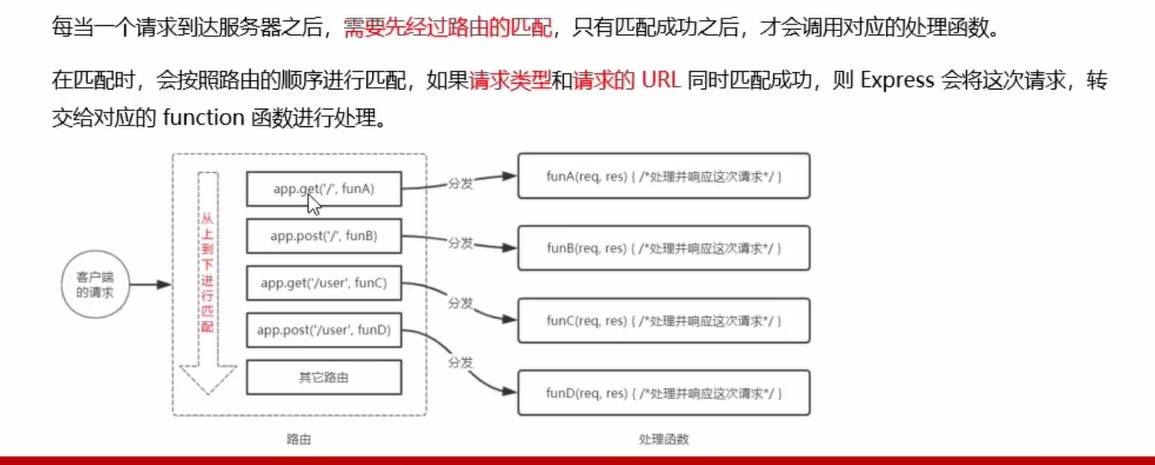 每当一个请求到达服务器之后，需要先经过路由的匹配，只有匹配成功之后，才会调用对应的处理函数。
在匹配时，会按照路由的顺序进行匹配，如果请求类型和请求的 URL 同时匹配成功，则 Express 会将这次请求，转
交给对应的 function 函数进行处理。
客户端
的请求
从上到下进行匹配
app.get('/', funA)
app.post('/', funB)
app.get('/user', funC)
app.post('/user', funD)
其它路由
分发
分发
分发
分发
funA(req, res) { /*处理并响应这次请求*/ }
funB(req, res) { /*处理并响应这次请求*/ }
funC(req, res) { /*处理并响应这次请求*/ }
funD(req, res) { /*处理并响应这次请求*/ }
路由
处理函数